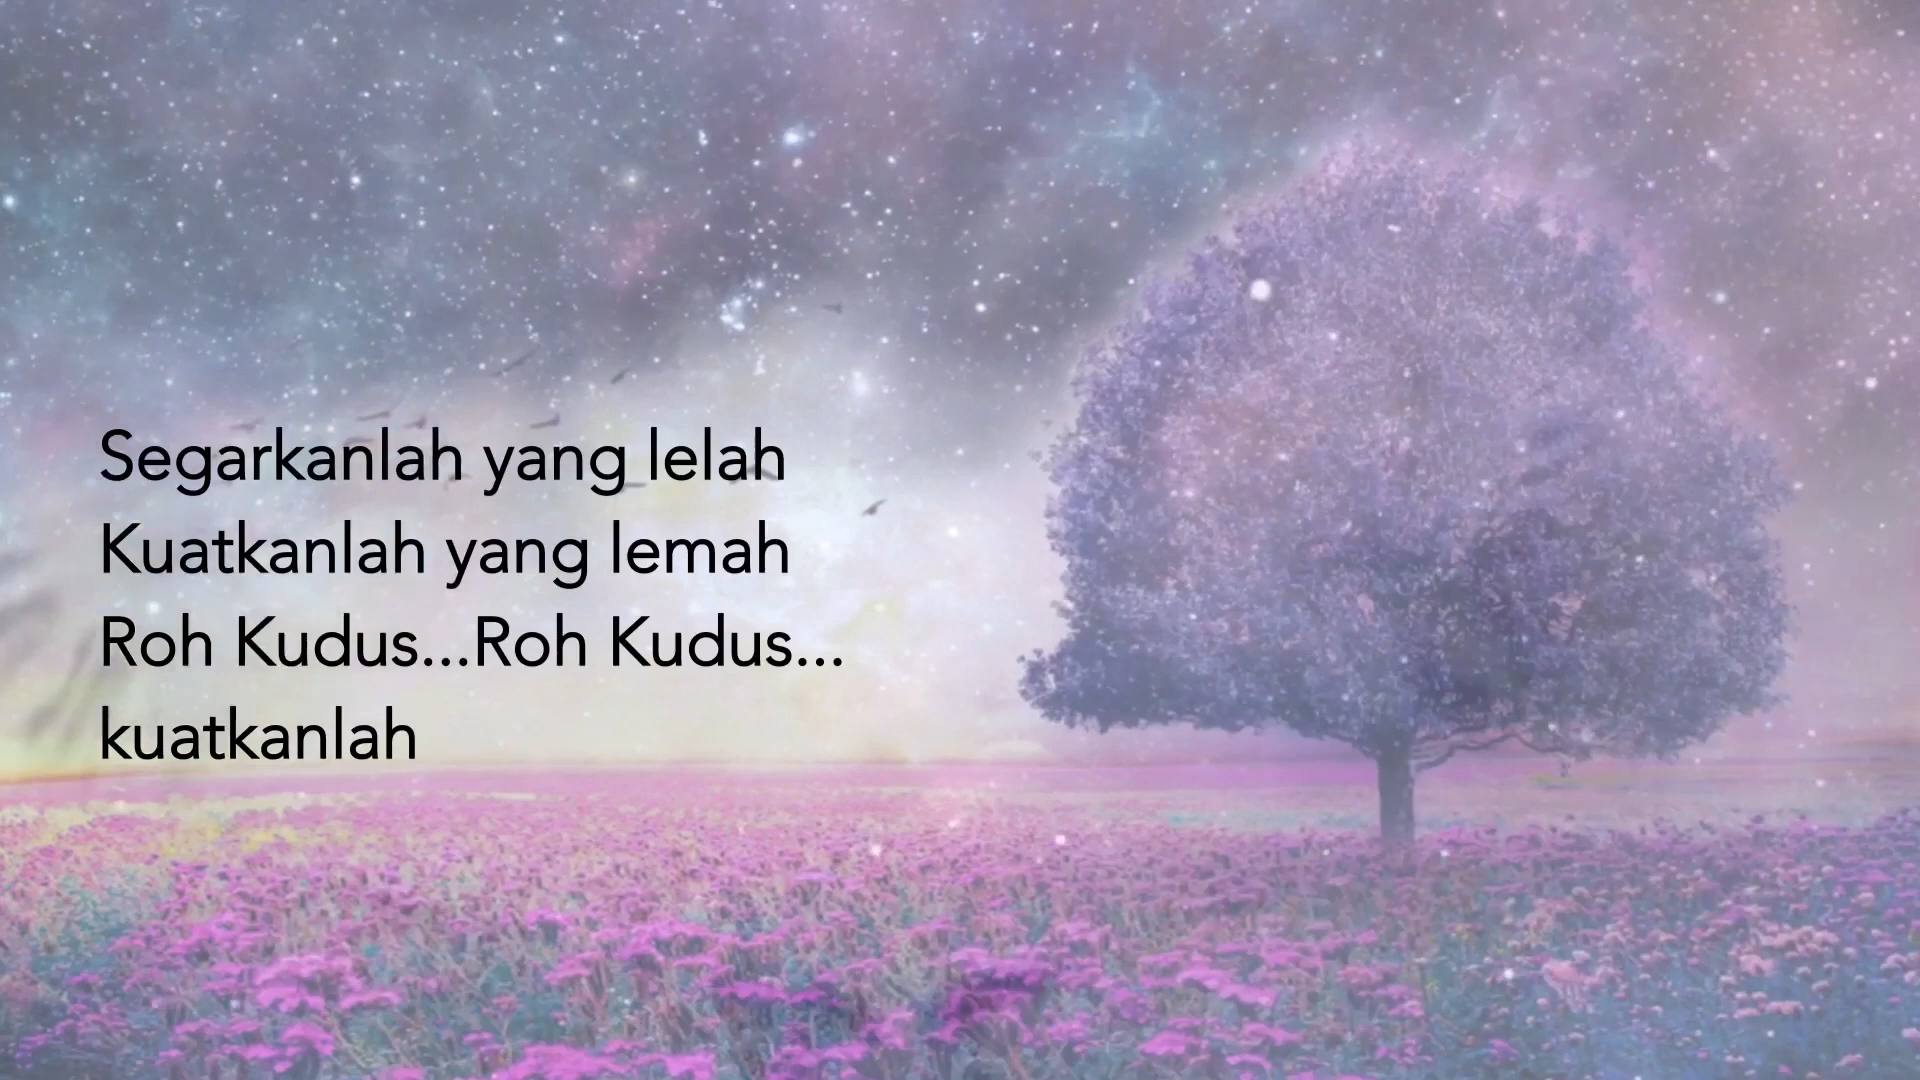 Segarkanlah yang lelah
Kuatkanlah yang lemah
Roh Kudus...Roh Kudus...
kuatkanlah